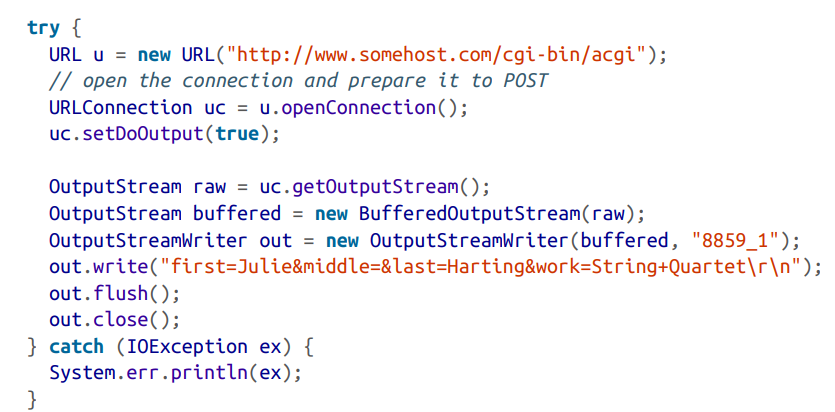 try {
  URL u = new URL("http://www.somehost.com/cgi-bin/acgi");
  // open the connection and prepare it to POST
  URLConnection uc = u.openConnection();
  uc.setDoOutput(true);

  OutputStream raw = uc.getOutputStream();
  OutputStream buffered = new BufferedOutputStream(raw);
  OutputStreamWriter out = new OutputStreamWriter(buffered, "8859_1");
  out.write("first=Julie&middle=&last=Harting&work=String+Quartet\r\n");
  out.flush();
  out.close();
} catch (IOException ex) {
  System.err.println(ex);
}